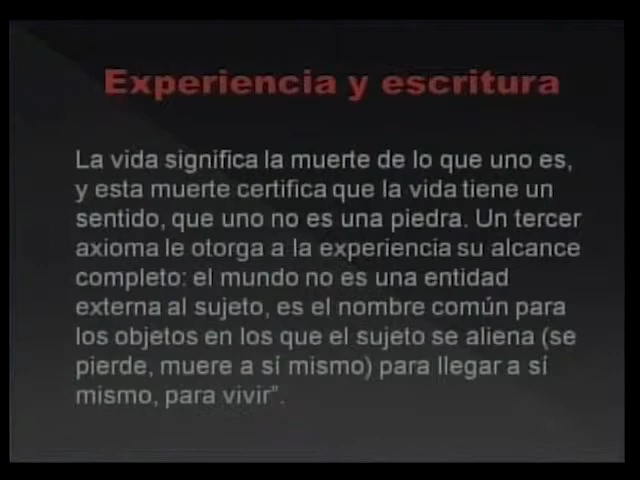 Experiencia y escritura
La vida significa la muerte de lo que uno es,
y esta muerte certifica que la vida tiene un
sentido, que uno no es una piedra. Un tercer
axioma le otorga a la experiencia su alcance
completo: el mundo no es una entidad
externa al sujeto, es el nombre común para
los objetos en los que el sujeto se aliena (se
pierde, muere a sí mismo) para llegar a sí
mismo, para vivir”.